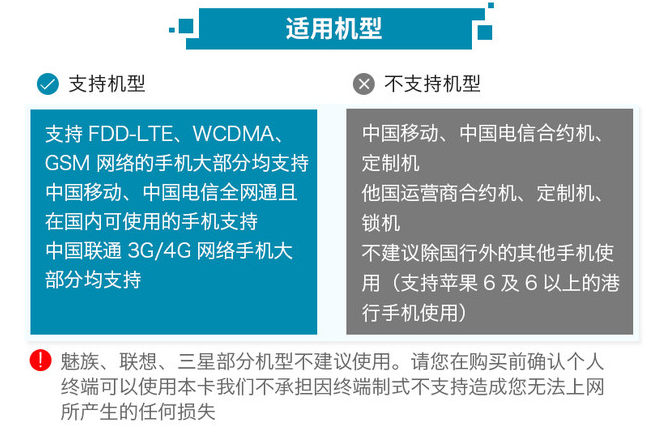 适用机型
支持机型
不支持机型
支持 FDD-LTE、WCDMA、
GSM 网络的手机大部分均支持
中国移动、中国电信全网通且
在国内可使用的手机支持
中国联通 3G/4G 网络手机大
部分均支持
中国移动、中国电信合约机、
定制机
他国运营商合约机、定制机、
锁机
不建议除国行外的其他手机使
用（支持苹果 6 及 6 以上的港
行手机使用）
魅族、联想、三星部分机型不建议使用。请您在购买前确认个人
终端可以使用本卡我们不承担因终端制式不支持造成您无法上网
所产生的任何损失